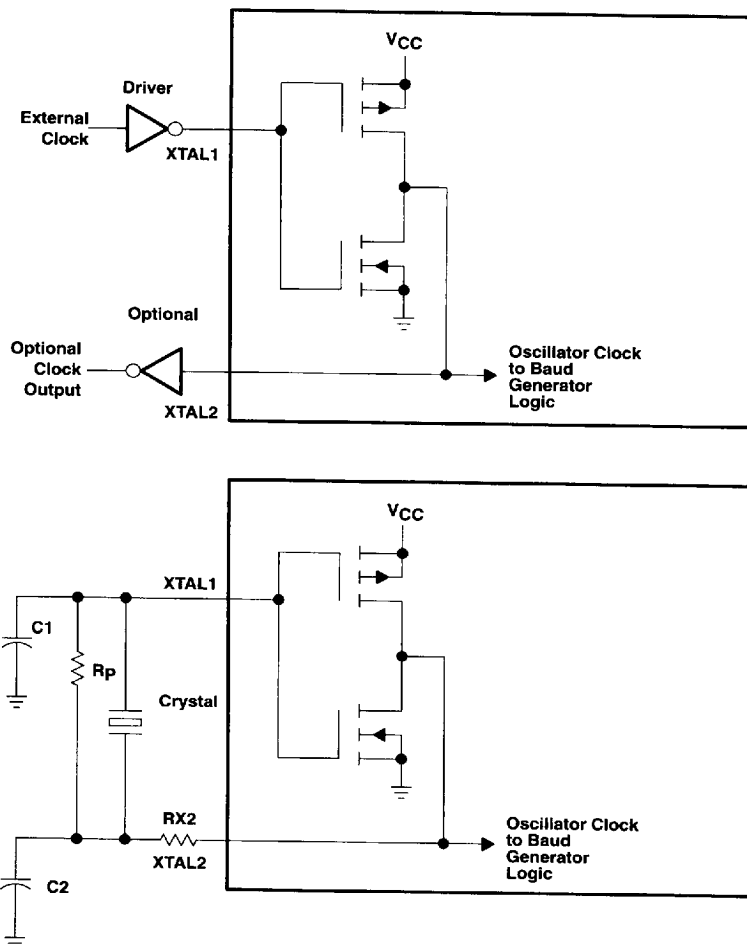 VCC
Driver
External
Clock
XTAL1
Optional
Optional
Clock
Output
XTAL2
Oscillator Clock
to Baud
Generator
Logic
VCC
XTAL1
C1
RP
Crystal
RX2
XTAL2
C2
Oscillator Clock
to Baud
Generator
Logic